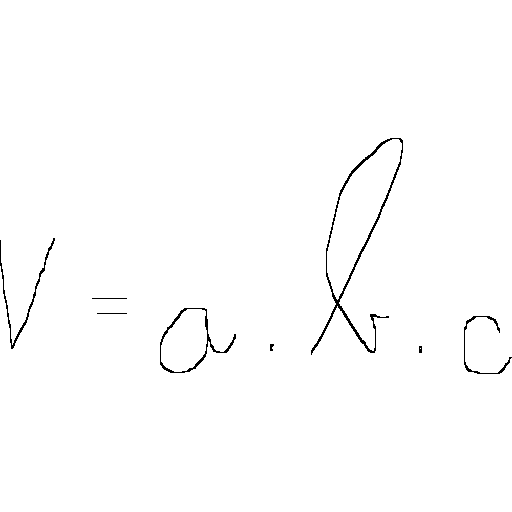 V = a . b . c